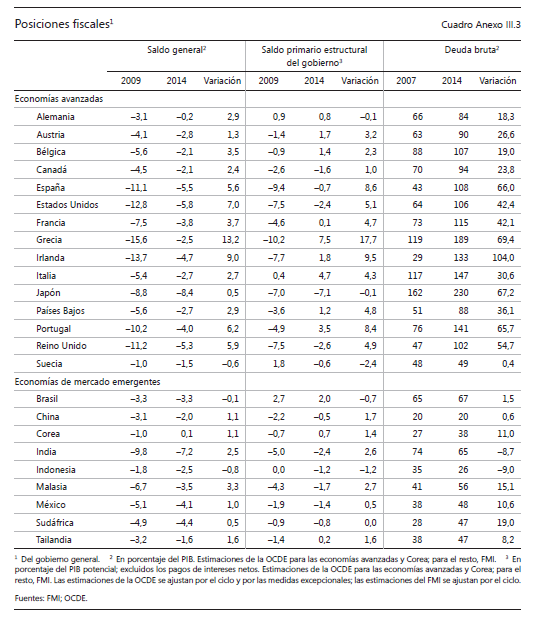 Posiciones fiscales¹ Cuadro Anexo III.3
Saldo general² Saldo primario estructural del gobierno³ Deuda bruta²
2009 2014 Variación 2009 2014 Variación 2007 2014 Variación
Economías avanzadas
Alemania –3,1 –0,2 2,9 0,9 0,8 –0,1 66 84 18,3
Austria –4,1 –2,8 1,3 –1,4 1,7 3,2 63 90 26,6
Bélgica –5,6 –2,1 3,5 –0,9 1,4 2,3 88 107 19,0
Canadá –4,5 –2,1 2,4 –2,6 –1,6 1,0 70 94 23,8
España –11,1 –5,5 5,6 –9,4 –0,7 8,6 43 108 66,0
Estados Unidos –12,8 –5,8 7,0 –7,5 –2,4 5,1 64 106 42,4
Francia –7,5 –3,8 3,7 –4,6 0,1 4,7 73 115 42,1
Grecia –15,6 –2,5 13,2 –10,2 7,5 17,7 119 189 69,4
Irlanda –13,7 –4,7 9,0 –7,7 1,8 9,5 29 133 104,0
Italia –5,4 –2,7 2,7 0,4 4,7 4,3 117 147 30,6
Japón –8,8 –8,4 0,5 –7,0 –7,1 –0,1 162 230 67,2
Países Bajos –5,6 –2,7 2,9 –3,6 1,2 4,8 51 88 36,1
Portugal –10,2 –4,0 6,2 –4,9 3,5 8,4 76 141 65,7
Reino Unido –11,2 –5,3 5,9 –7,5 –2,6 4,9 47 102 54,7
Suecia –1,0 –1,5 –0,6 1,8 –0,6 –2,4 48 49 0,4
Economías de mercado emergentes
Brasil –3,3 –3,3 –0,1 2,7 2,0 –0,7 65 67 1,5
China –3,1 –2,0 1,1 –2,2 –0,5 1,7 20 20 0,6
Corea –1,0 0,1 1,1 –0,7 0,7 1,4 27 38 11,0
India –9,8 –7,2 2,5 –5,0 –2,4 2,6 74 65 –8,7
Indonesia –1,8 –2,5 –0,8 0,0 –1,2 –1,2 35 26 –9,0
Malasia –6,7 –3,5 3,3 –4,3 –1,7 2,7 41 56 15,1
México –5,1 –4,1 1,0 –1,9 –1,4 0,5 38 48 10,6
Sudáfrica –4,9 –4,4 0,5 –0,9 –0,8 0,0 28 47 19,0
Tailandia –3,2 –1,6 1,6 –1,4 0,2 1,6 38 47 8,2
¹ Del gobierno general. ² En porcentaje del PIB. Estimaciones de la OCDE para las economías avanzadas y Corea; para el resto, FMI. ³ En
porcentaje del PIB potencial; excluidos los pagos de intereses netos. Estimaciones de la OCDE para las economías avanzadas y Corea; para el
resto, FMI. Las estimaciones de la OCDE se ajustan por el ciclo y por las medidas excepcionales; las estimaciones del FMI se ajustan por el ciclo.
Fuentes: FMI; OCDE.